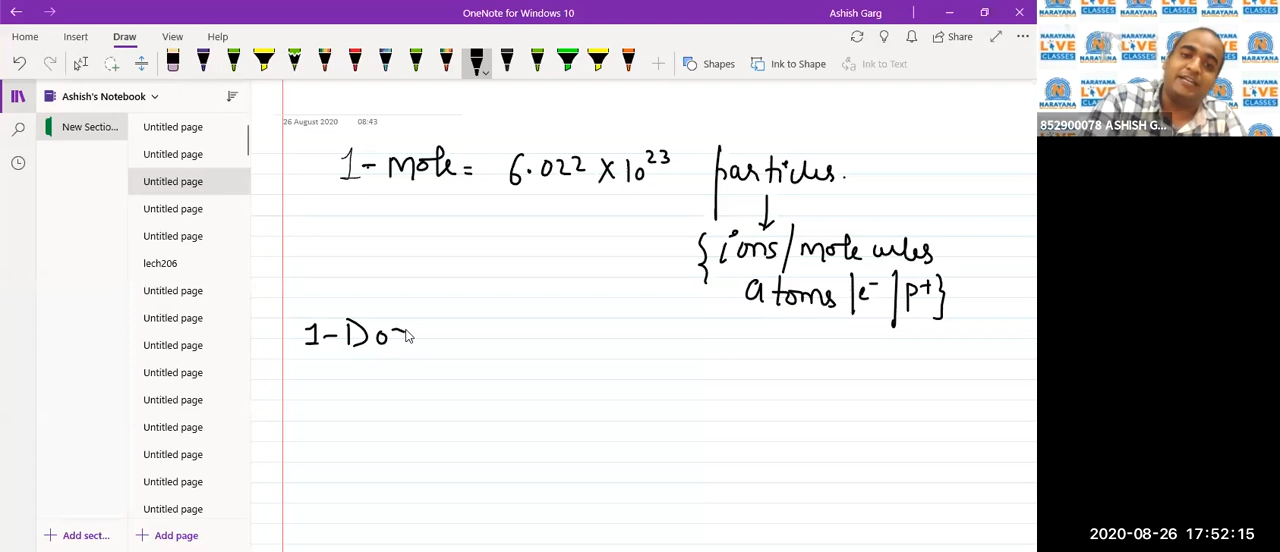 OneNote for Windows 10
Ashish Garg
Home Insert Draw View Help
Share
Shapes Ink to Shape Ink to Text
Ashish's Notebook
New Sectio...
Untitled page
Untitled page
Untitled page
Untitled page
Untitled page
lech206
Untitled page
Untitled page
Untitled page
Untitled page
Untitled page
Untitled page
Untitled page
Untitled page
Untitled page
Add sect...
Add page
26 August 2020 08:43
1 - mole = 6.022 × 10²³ particles.
{ions/molecules
atoms |e⁻ |p+}
1 - Do
NARAYANA
LIVE
CLASSES
852900078 ASHISH G...
2020-08-26 17:52:15